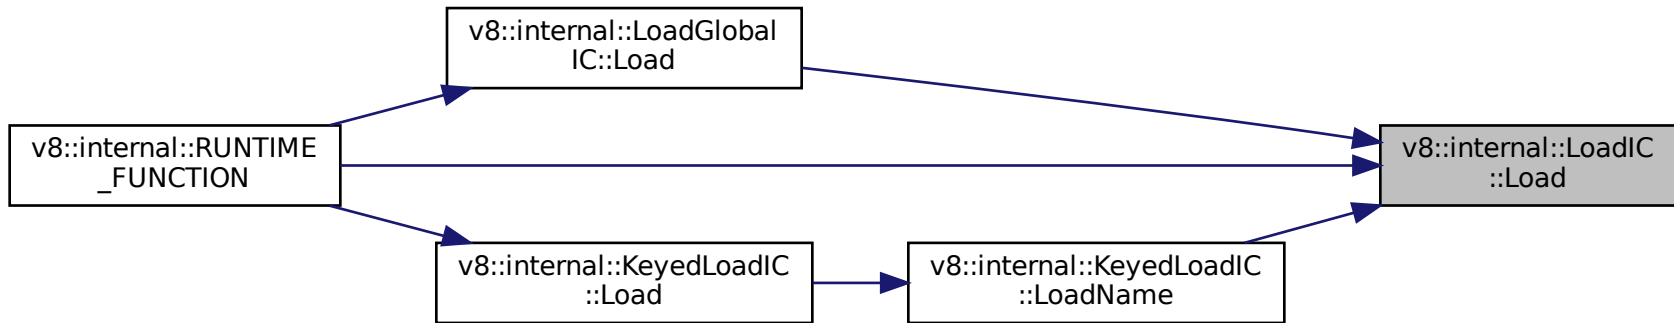 v8::internal::LoadGlobal
IC::Load
v8::internal::RUNTIME
_FUNCTION
v8::internal::LoadIC
::Load
v8::internal::KeyedLoadIC
::Load
v8::internal::KeyedLoadIC
::LoadName